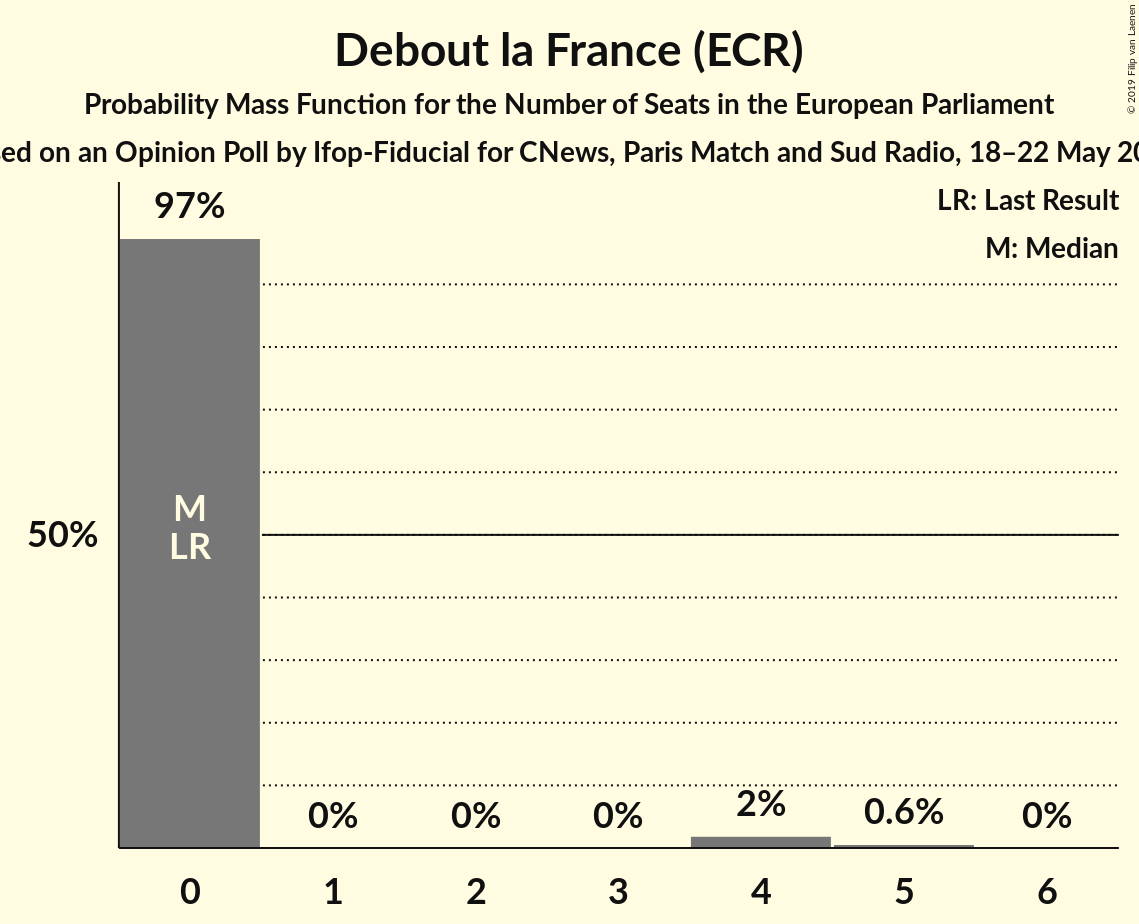 Debout la France (ECR)
Probability Mass Function for the Number of Seats in the European Parliament
on an Opinion Poll by Ifop-Fiducial for CNews, Paris Match and Sud Radio, 18–22 May
© 2019 Filip van Laenen
LR: Last Result
M: Median
97%
M
LR
50%
0% 0% 0% 2% 0.6% 0%
0 1 2 3 4 5 6